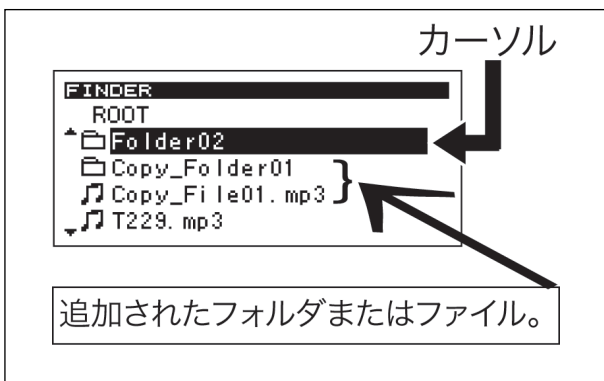 カーソル
FINDER
ROOT
Folder02
Copy_Folder01
Copy_File01.mp3
T229.mp3
追加されたフォルダまたはファイル。